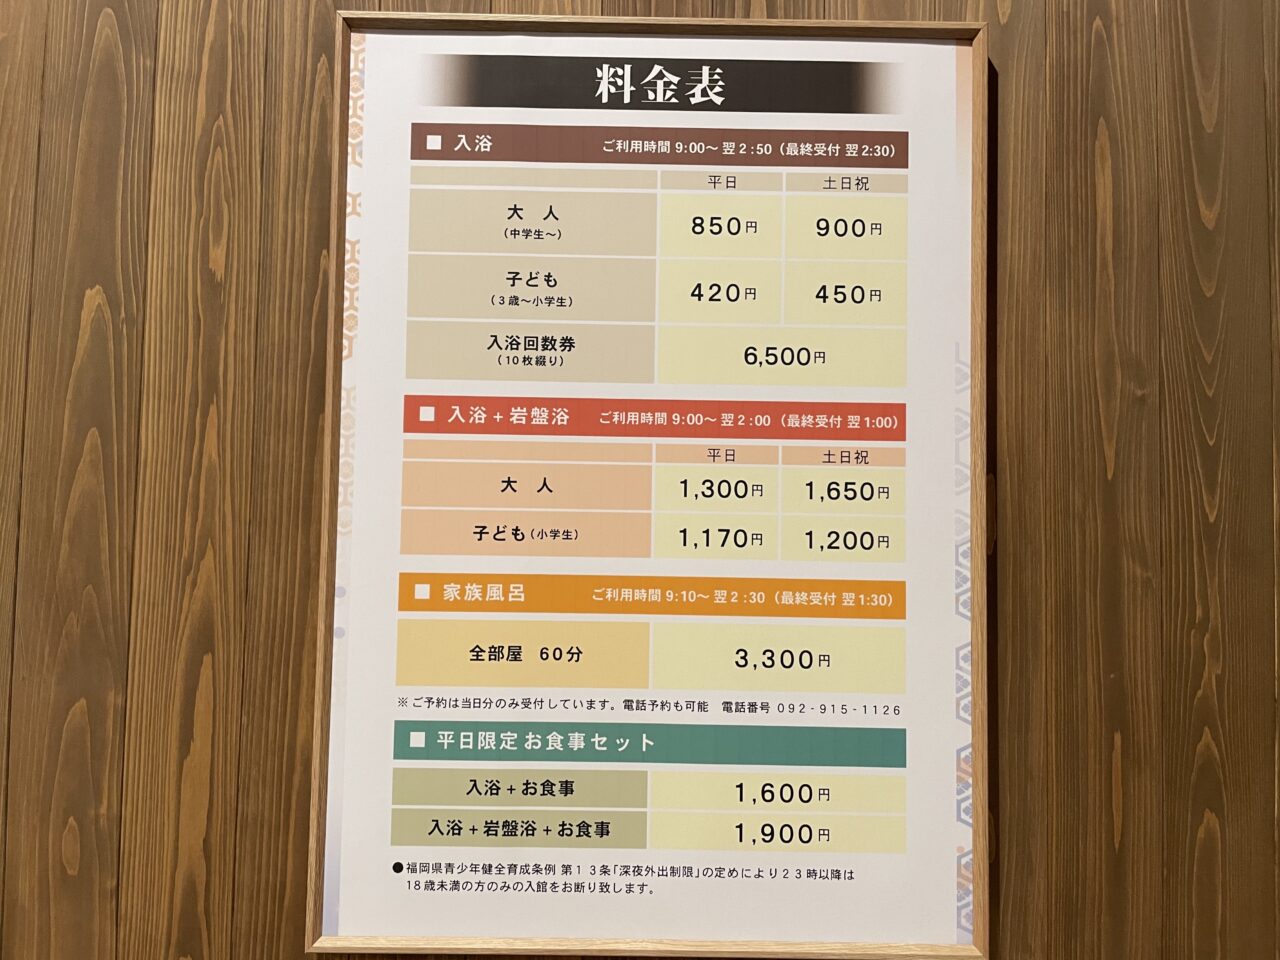 料金表
■ 入浴 ご利用時間 9:00～翌2:50（最終受付 翌2:30）
平日 土日祝
大 人 850円 900円
（中学生～）
子ども 420円 450円
（3歳～小学生）
入浴回数券 6,500円
（10枚綴り）
■ 入浴+岩盤浴 ご利用時間 9:00～翌2:00（最終受付 翌1:00）
平日 土日祝
大 人 1,300円 1,650円
子ども（小学生） 1,170円 1,200円
■ 家族風呂 ご利用時間 9:10～翌2:30（最終受付 翌1:30）
全部屋 60分 3,300円
※ご予約は当日分のみ受付しています。電話予約も可能 電話番号 092-915-1126
■ 平日限定お食事セット
入浴+お食事 1,600円
入浴+岩盤浴+お食事 1,900円
●福岡県青少年健全育成条例 第13条「深夜外出制限」の定めにより23時以降は
18歳未満の方のみの入館をお断り致します。